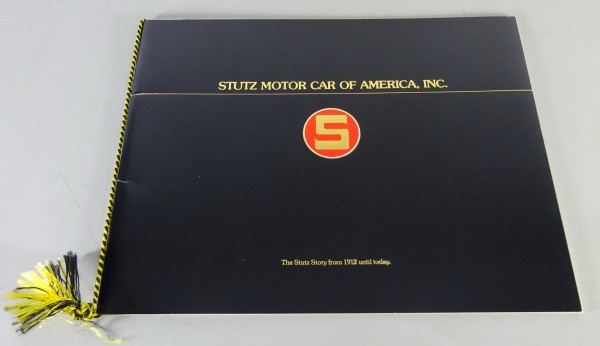 STUTZ MOTOR CAR OF AMERICA, INC.
S
The Stutz Story from 1912 until today.